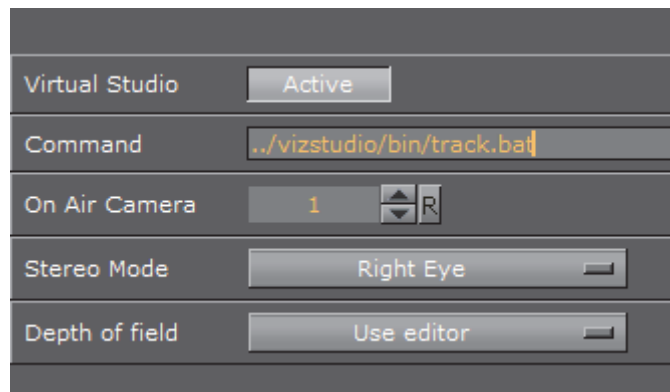 Virtual Studio Active
Command ../vizstudio/bin/track.bat
On Air Camera 1 R
Stereo Mode Right Eye
Depth of field Use editor